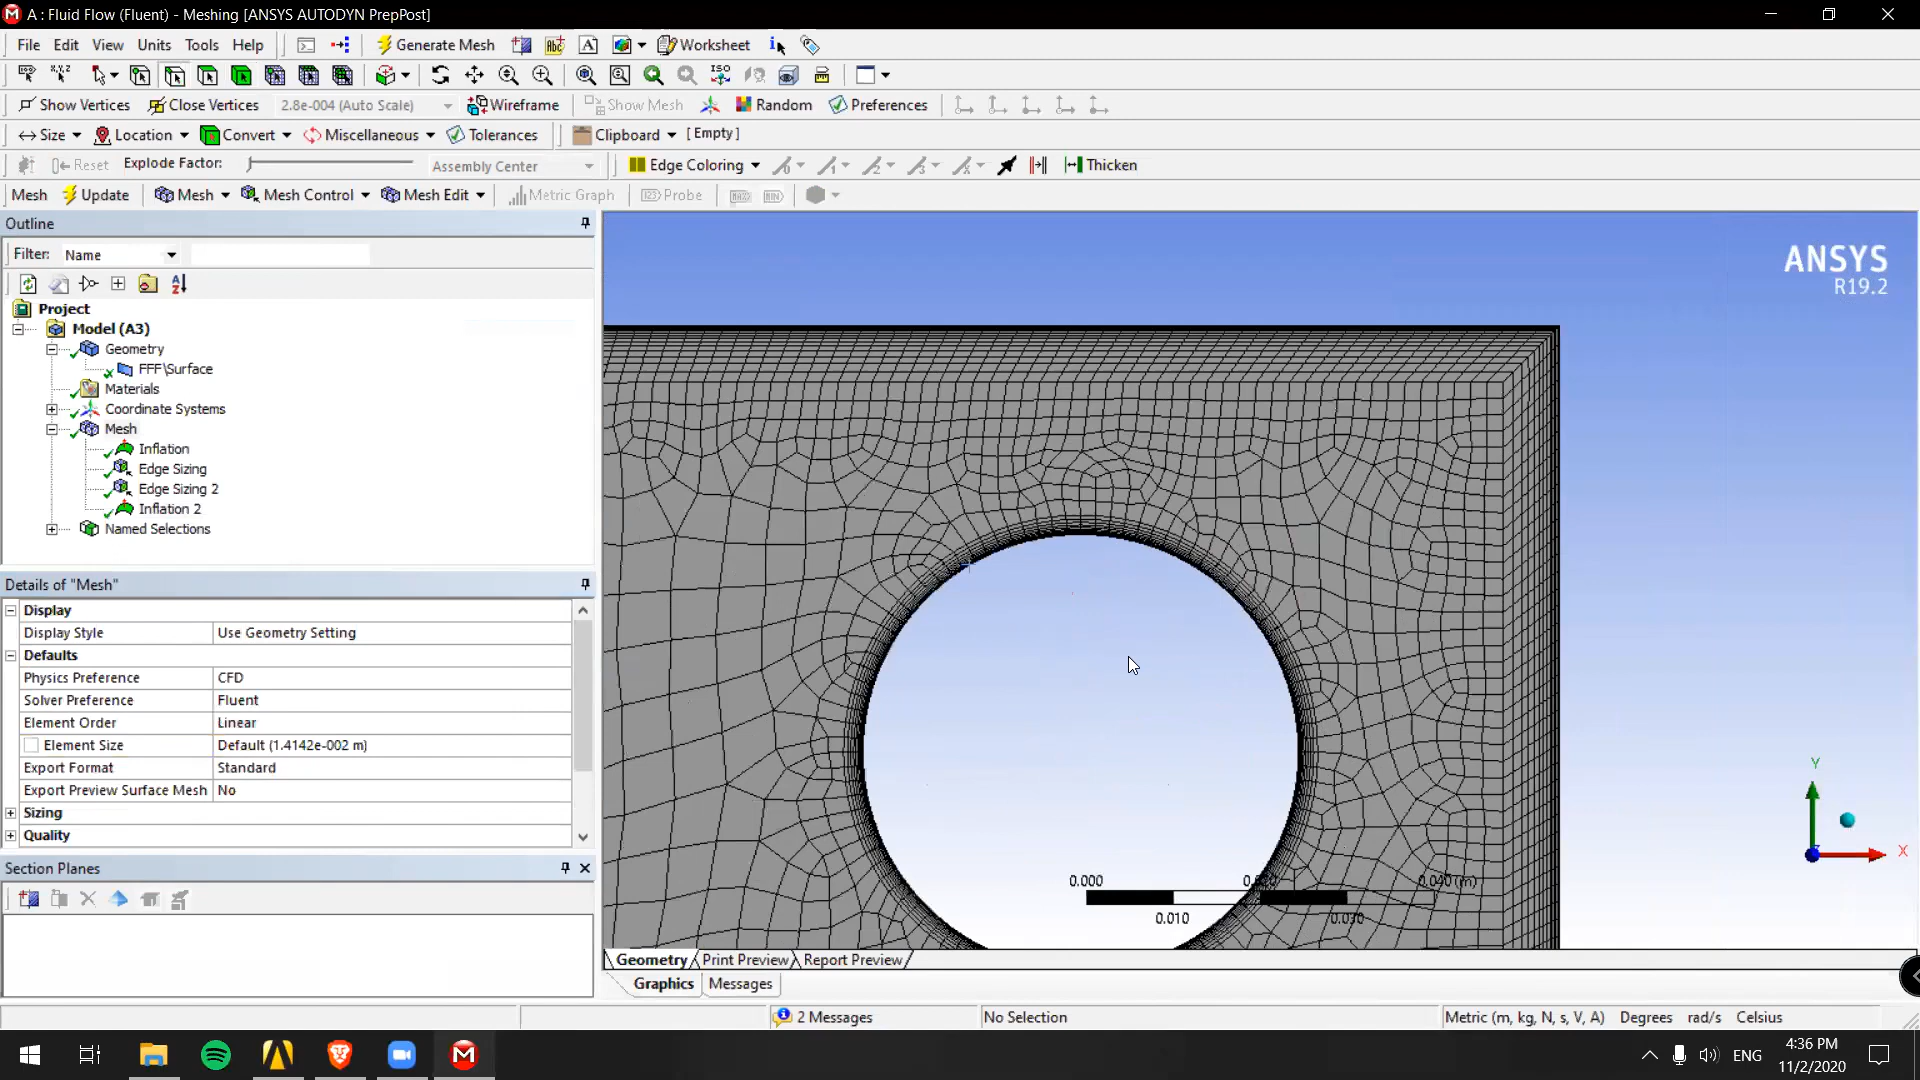 A : Fluid Flow (Fluent) - Meshing [ANSYS AUTODYN PrepPost]
File Edit View Units Tools Help Generate Mesh Worksheet
ISO
Show Vertices Close Vertices 2.8e-004 (Auto Scale) Wireframe Show Mesh Random Preferences
Size Location Convert Miscellaneous Tolerances Clipboard [ Empty ]
Reset Explode Factor: Assembly Center Edge Coloring Thicken
Mesh Update Mesh Mesh Control Mesh Edit Metric Graph Probe
Outline
Filter: Name
Project
Model (A3)
Geometry
FFF\Surface
Materials
Coordinate Systems
Mesh
Inflation
Edge Sizing
Edge Sizing 2
Inflation 2
Named Selections
Details of "Mesh"
Display
Display Style Use Geometry Setting
Defaults
Physics Preference CFD
Solver Preference Fluent
Element Order Linear
Element Size Default (1.4142e-002 m)
Export Format Standard
Export Preview Surface Mesh No
Sizing
Quality
Section Planes
ANSYS
R19.2
Y
X
0.000 0.040 (m)
0.010 0.030
Geometry Print Preview Report Preview
Graphics Messages
2 Messages No Selection Metric (m, kg, N, s, V, A) Degrees rad/s Celsius
ENG
4:36 PM
11/2/2020